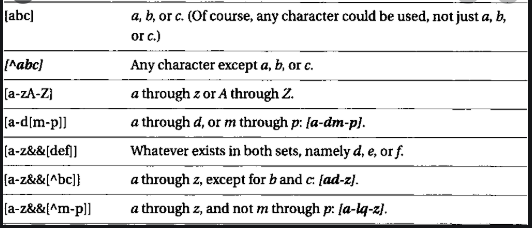 [abc] a, b, or c. (Of course, any character could be used, not just a, b,
or c.)
[^abc] Any character except a, b, or c.
[a-zA-Z] a through z or A through Z.
[a-d[m-p]] a through d, or m through p: [a-dm-p].
[a-z&&[def]] Whatever exists in both sets, namely d, e, or f.
[a-z&&[^bc]] a through z, except for b and c: [ad-z].
[a-z&&[^m-p]] a through z, and not m through p: [a-lq-z].